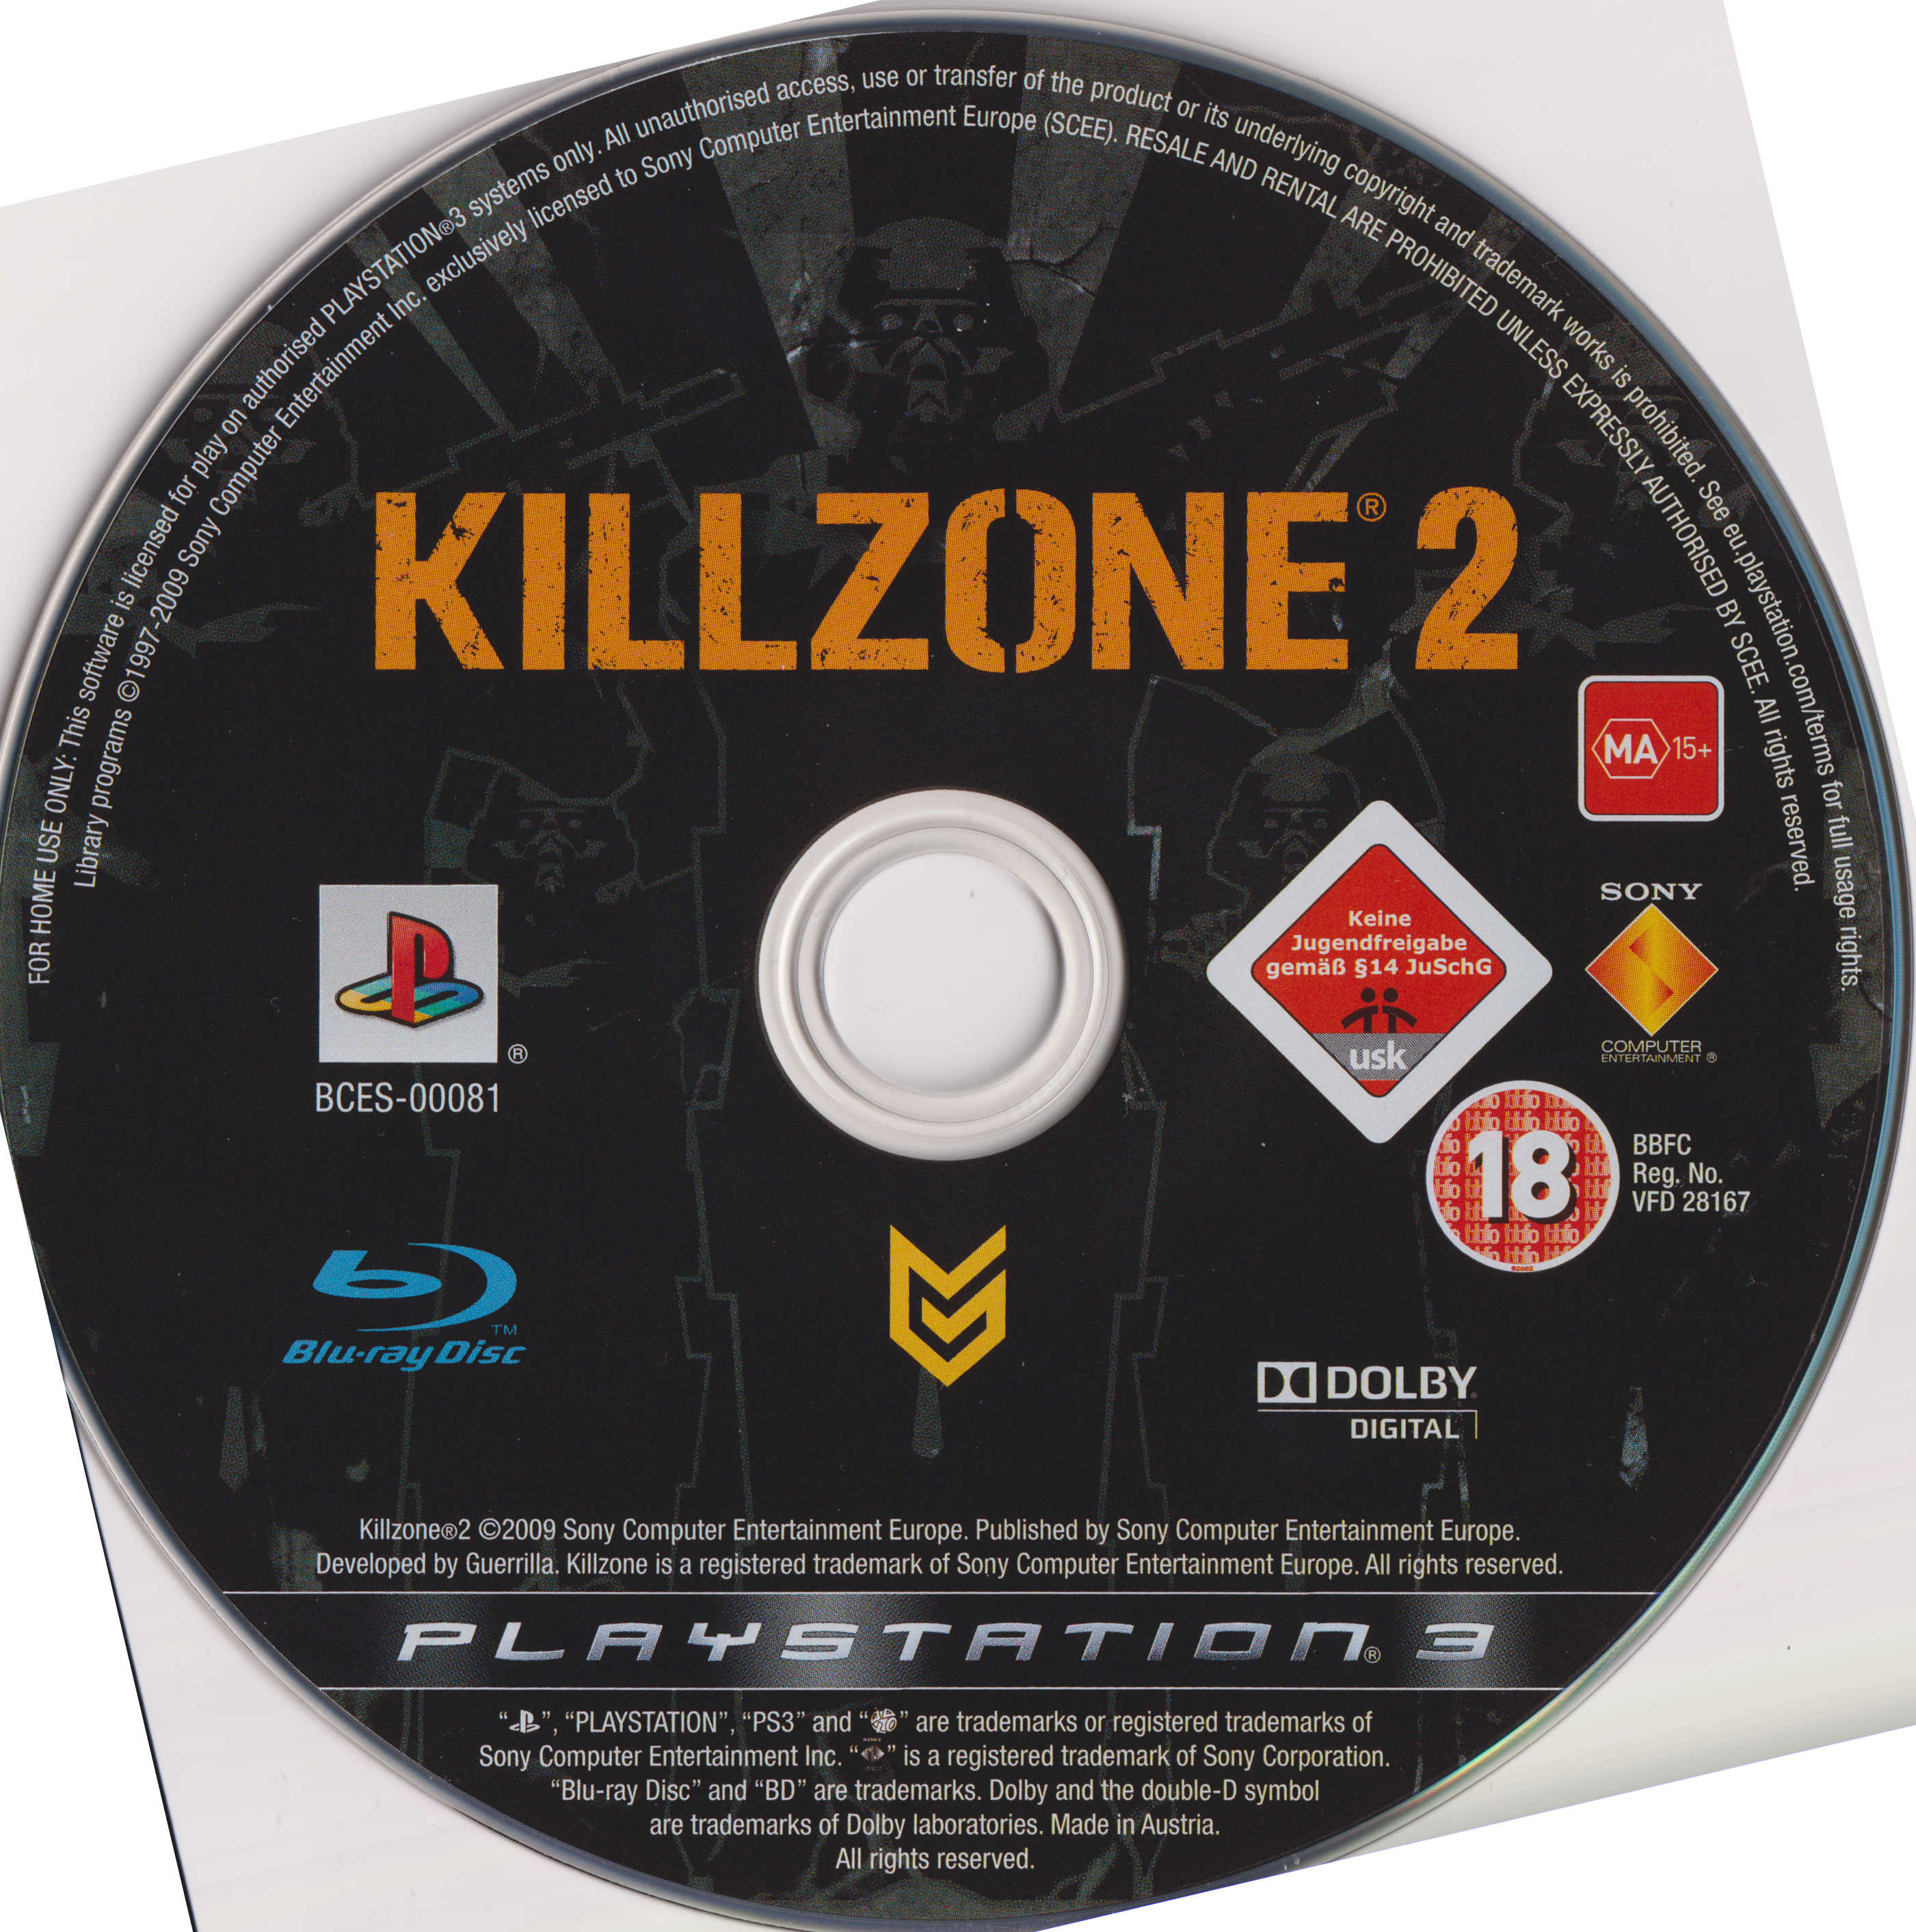 FOR HOME USE ONLY: This software is licensed for play on authorised PLAYSTATION®3 systems only. All unauthorised access, use or transfer of the product or its underlying copyright and trademark works is prohibited. See eu.playstation.com/terms for full usage rights.
Library programs ©1997-2009 Sony Computer Entertainment Inc. exclusively licensed to Sony Computer Entertainment Europe (SCEE). RESALE AND RENTAL ARE PROHIBITED UNLESS EXPRESSLY AUTHORISED BY SCEE. All rights reserved.
KILLZONE® 2
MA 15+
SONY
COMPUTER
ENTERTAINMENT ®
Keine
Jugendfreigabe
gemäß §14 JuSchG
usk
®
BCES-00081
18
BBFC
Reg. No.
VFD 28167
TM
Blu-ray Disc
DOLBY
DIGITAL
Killzone®2 ©2009 Sony Computer Entertainment Europe. Published by Sony Computer Entertainment Europe.
Developed by Guerrilla. Killzone is a registered trademark of Sony Computer Entertainment Europe. All rights reserved.
PLAYSTATION® 3
“ ”, “PLAYSTATION”, “PS3” and “ ” are trademarks or registered trademarks of
Sony Computer Entertainment Inc. “ ” is a registered trademark of Sony Corporation.
“Blu-ray Disc” and “BD” are trademarks. Dolby and the double-D symbol
are trademarks of Dolby laboratories. Made in Austria.
All rights reserved.